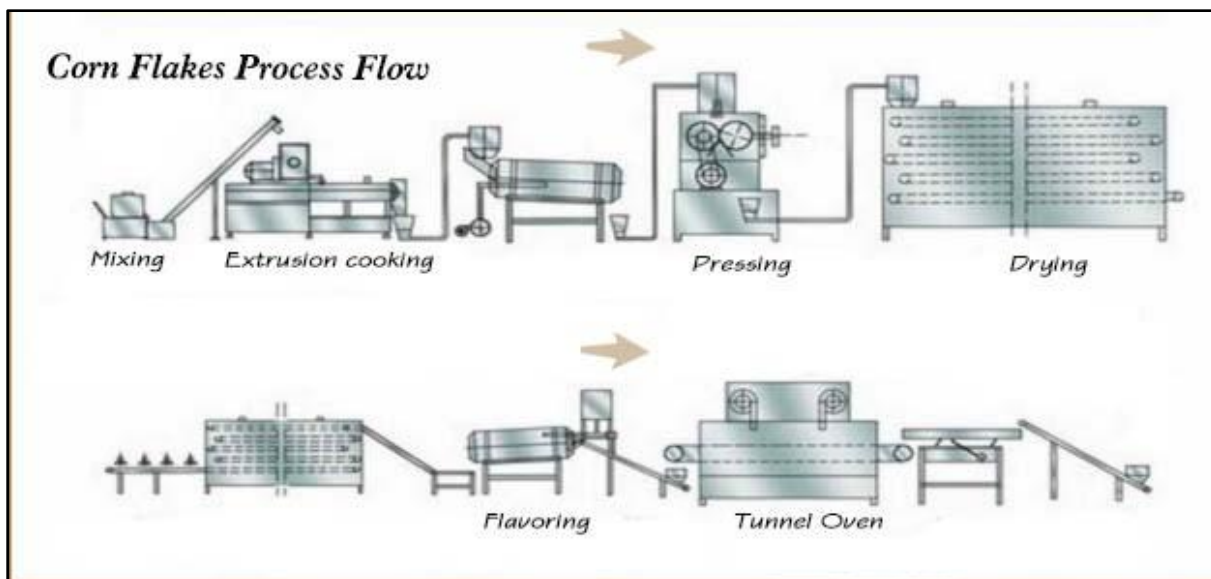 Corn Flakes Process Flow
Mixing
Extrusion cooking
Pressing
Drying
Flavoring
Tunnel Oven